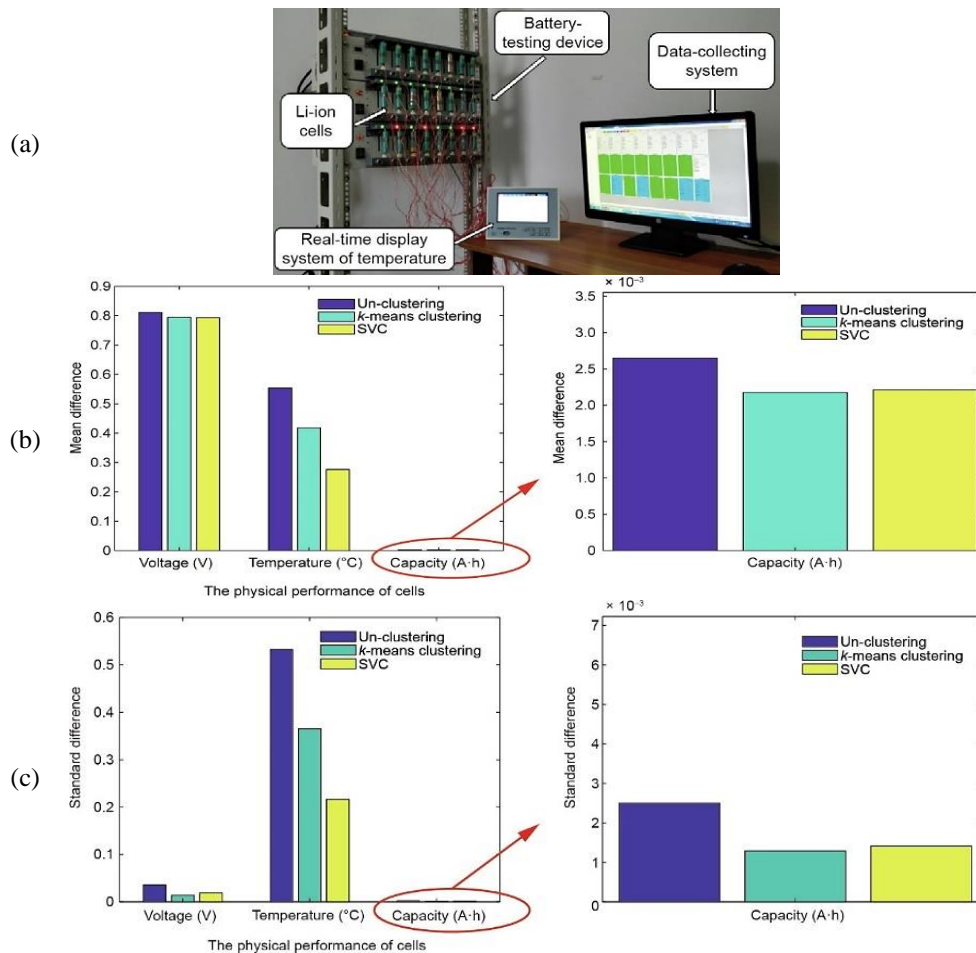 (a)
Battery-
testing device
Data-collecting
system
Li-ion
cells
Real-time display
system of temperature
(b)
Mean difference
0.9
0.8
0.7
0.6
0.5
0.4
0.3
0.2
0.1
0
Un-clustering
k-means clustering
SVC
Voltage (V)
Temperature (°C)
Capacity (A·h)
The physical performance of cells
× 10⁻³
Mean difference
3.5
3.0
2.5
2.0
1.5
1.0
0.5
0
Un-clustering
k-means clustering
SVC
Capacity (A·h)
(c)
Standard difference
0.6
0.5
0.4
0.3
0.2
0.1
0
Un-clustering
k-means clustering
SVC
Voltage (V)
Temperature (°C)
Capacity (A·h)
The physical performance of cells
× 10⁻³
Standard difference
7
6
5
4
3
2
1
0
Un-clustering
k-means clustering
SVC
Capacity (A·h)